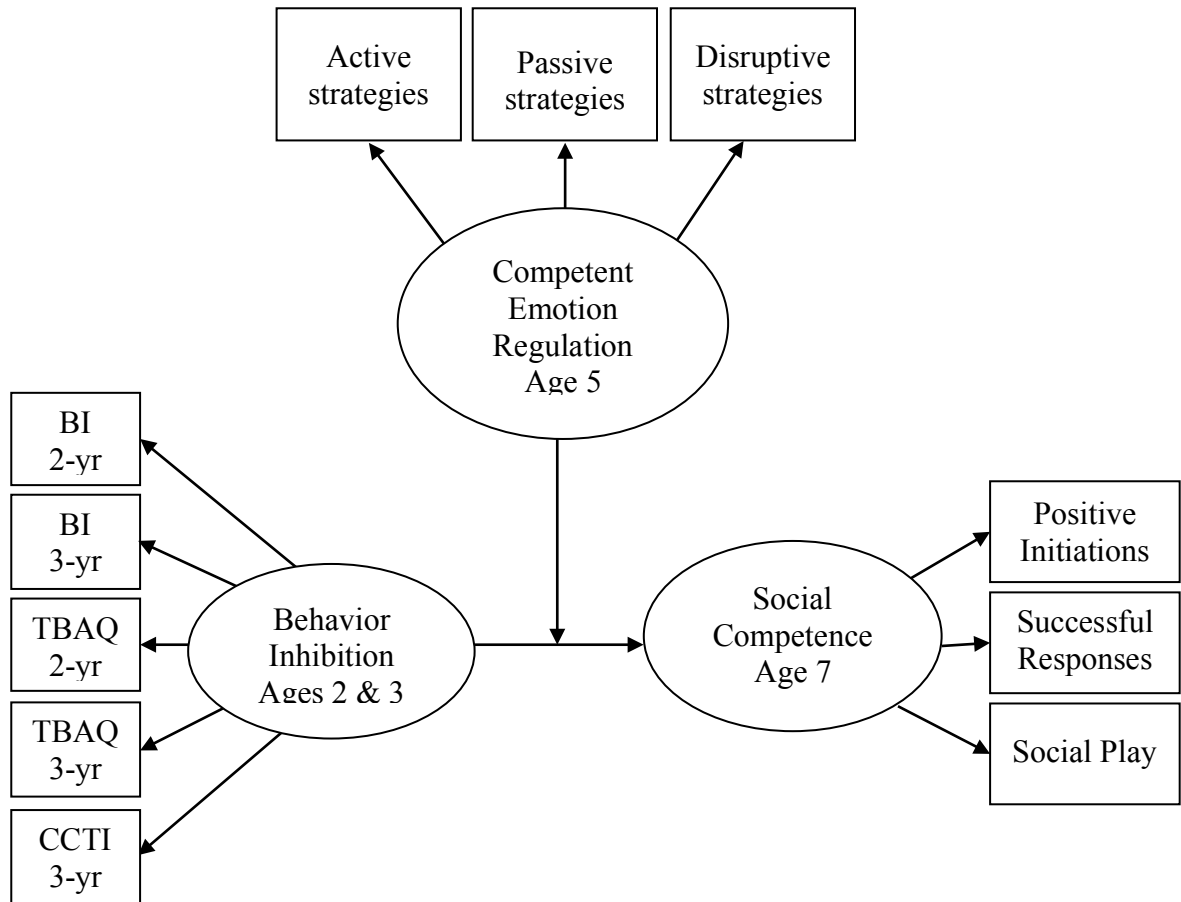 Active
strategies
Passive
strategies
Disruptive
strategies
Competent
Emotion
Regulation
Age 5
BI
2-yr
BI
3-yr
TBAQ
2-yr
TBAQ
3-yr
CCTI
3-yr
Behavior
Inhibition
Ages 2 & 3
Social
Competence
Age 7
Positive
Initiations
Successful
Responses
Social Play